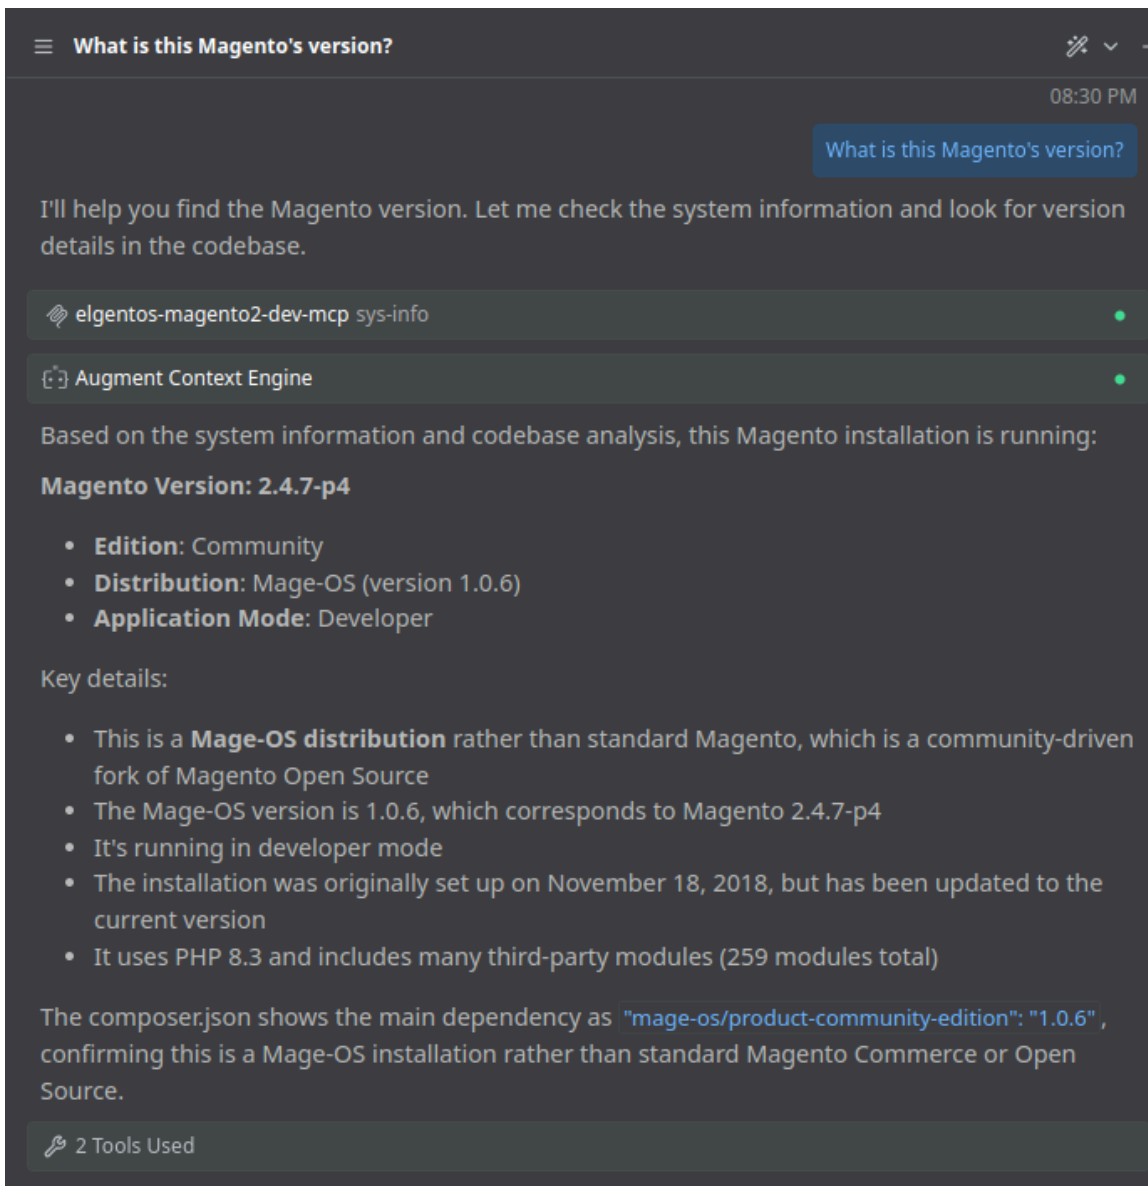 What is this Magento's version?
08:30 PM
What is this Magento's version?
I'll help you find the Magento version. Let me check the system information and look for version
details in the codebase.
elgentos-magento2-dev-mcp sys-info
Augment Context Engine
Based on the system information and codebase analysis, this Magento installation is running:
Magento Version: 2.4.7-p4
• Edition: Community
• Distribution: Mage-OS (version 1.0.6)
• Application Mode: Developer
Key details:
• This is a Mage-OS distribution rather than standard Magento, which is a community-driven
fork of Magento Open Source
• The Mage-OS version is 1.0.6, which corresponds to Magento 2.4.7-p4
• It's running in developer mode
• The installation was originally set up on November 18, 2018, but has been updated to the
current version
• It uses PHP 8.3 and includes many third-party modules (259 modules total)
The composer.json shows the main dependency as "mage-os/product-community-edition": "1.0.6",
confirming this is a Mage-OS installation rather than standard Magento Commerce or Open
Source.
2 Tools Used